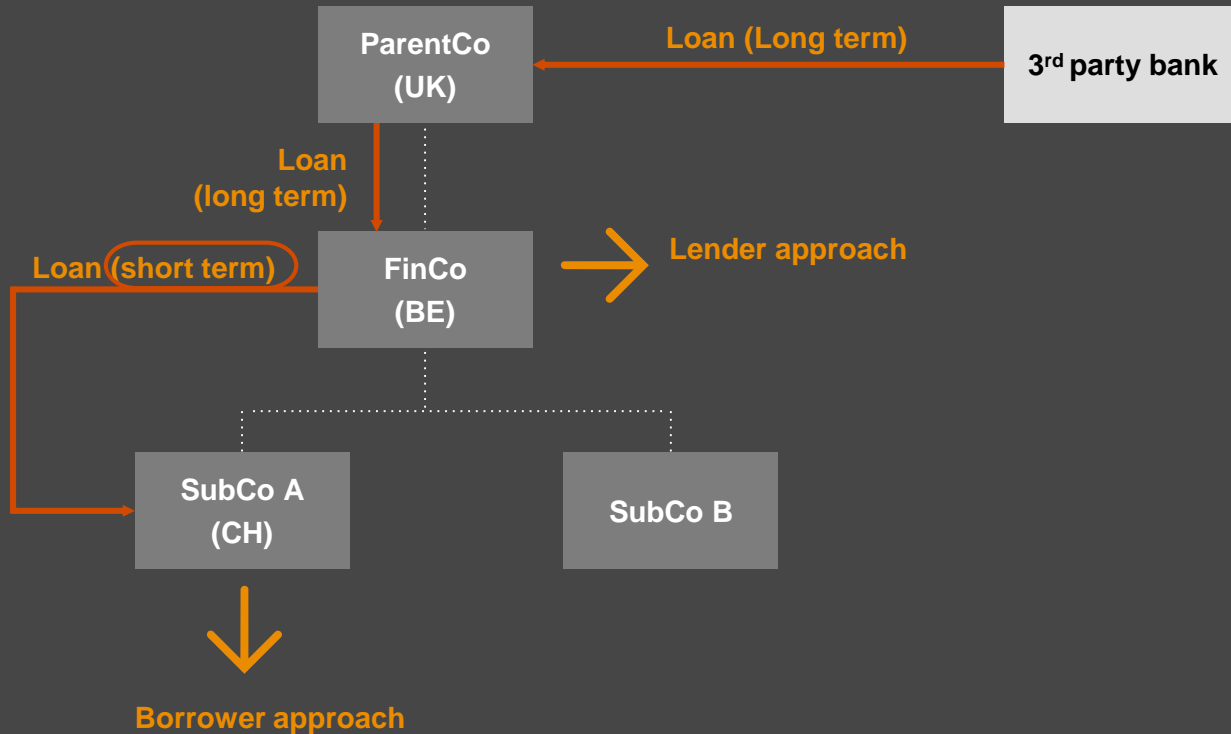 ParentCo
(UK)
Loan (Long term)
3rd party bank
Loan
(long term)
Loan (short term)
FinCo
(BE)
Lender approach
SubCo A
(CH)
SubCo B
Borrower approach